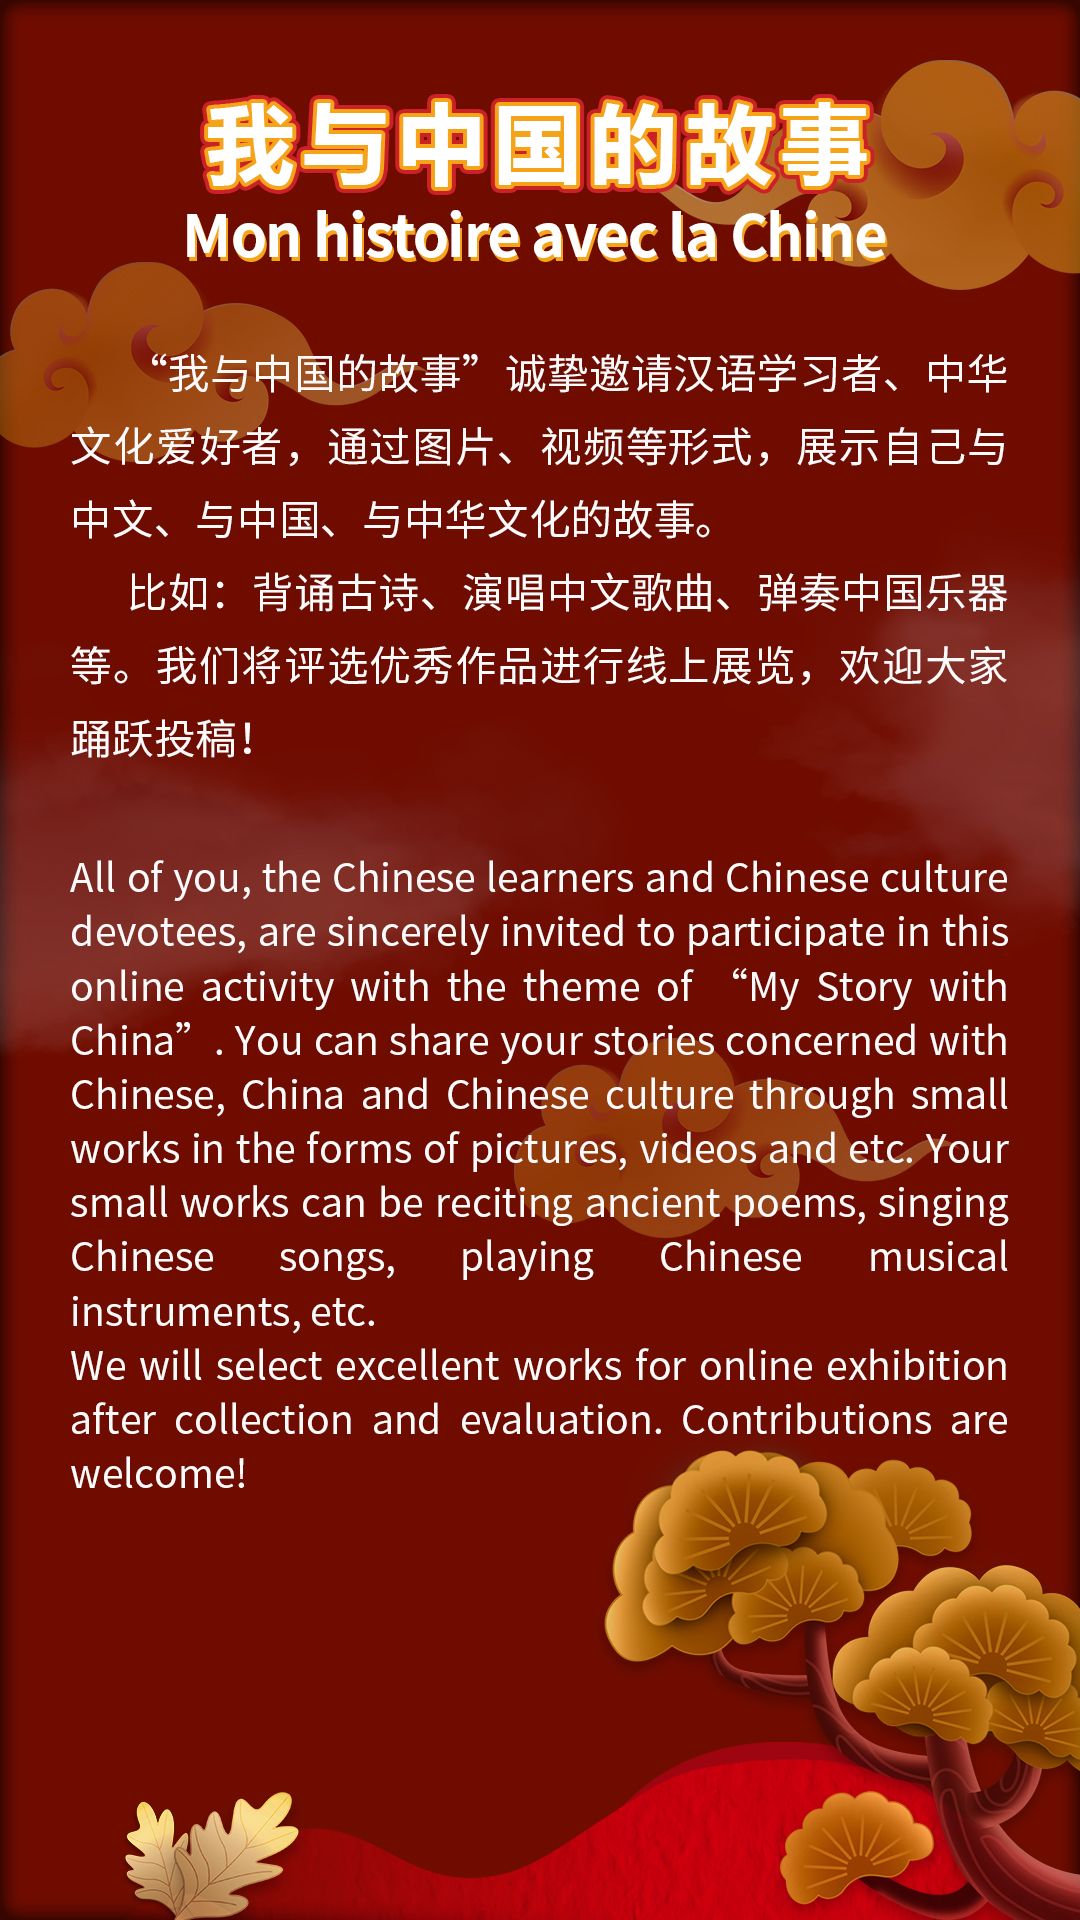 我与中国的故事
Mon histoire avec la Chine
“我与中国的故事”诚挚邀请汉语学习者、中华
文化爱好者，通过图片、视频等形式，展示自己与
中文、与中国、与中华文化的故事。
比如：背诵古诗、演唱中文歌曲、弹奏中国乐器
等。我们将评选优秀作品进行线上展览，欢迎大家
踊跃投稿！
All of you, the Chinese learners and Chinese culture
devotees, are sincerely invited to participate in this
online activity with the theme of “My Story with
China”. You can share your stories concerned with
Chinese, China and Chinese culture through small
works in the forms of pictures, videos and etc. Your
small works can be reciting ancient poems, singing
Chinese songs, playing Chinese musical
instruments, etc.
We will select excellent works for online exhibition
after collection and evaluation. Contributions are
welcome!